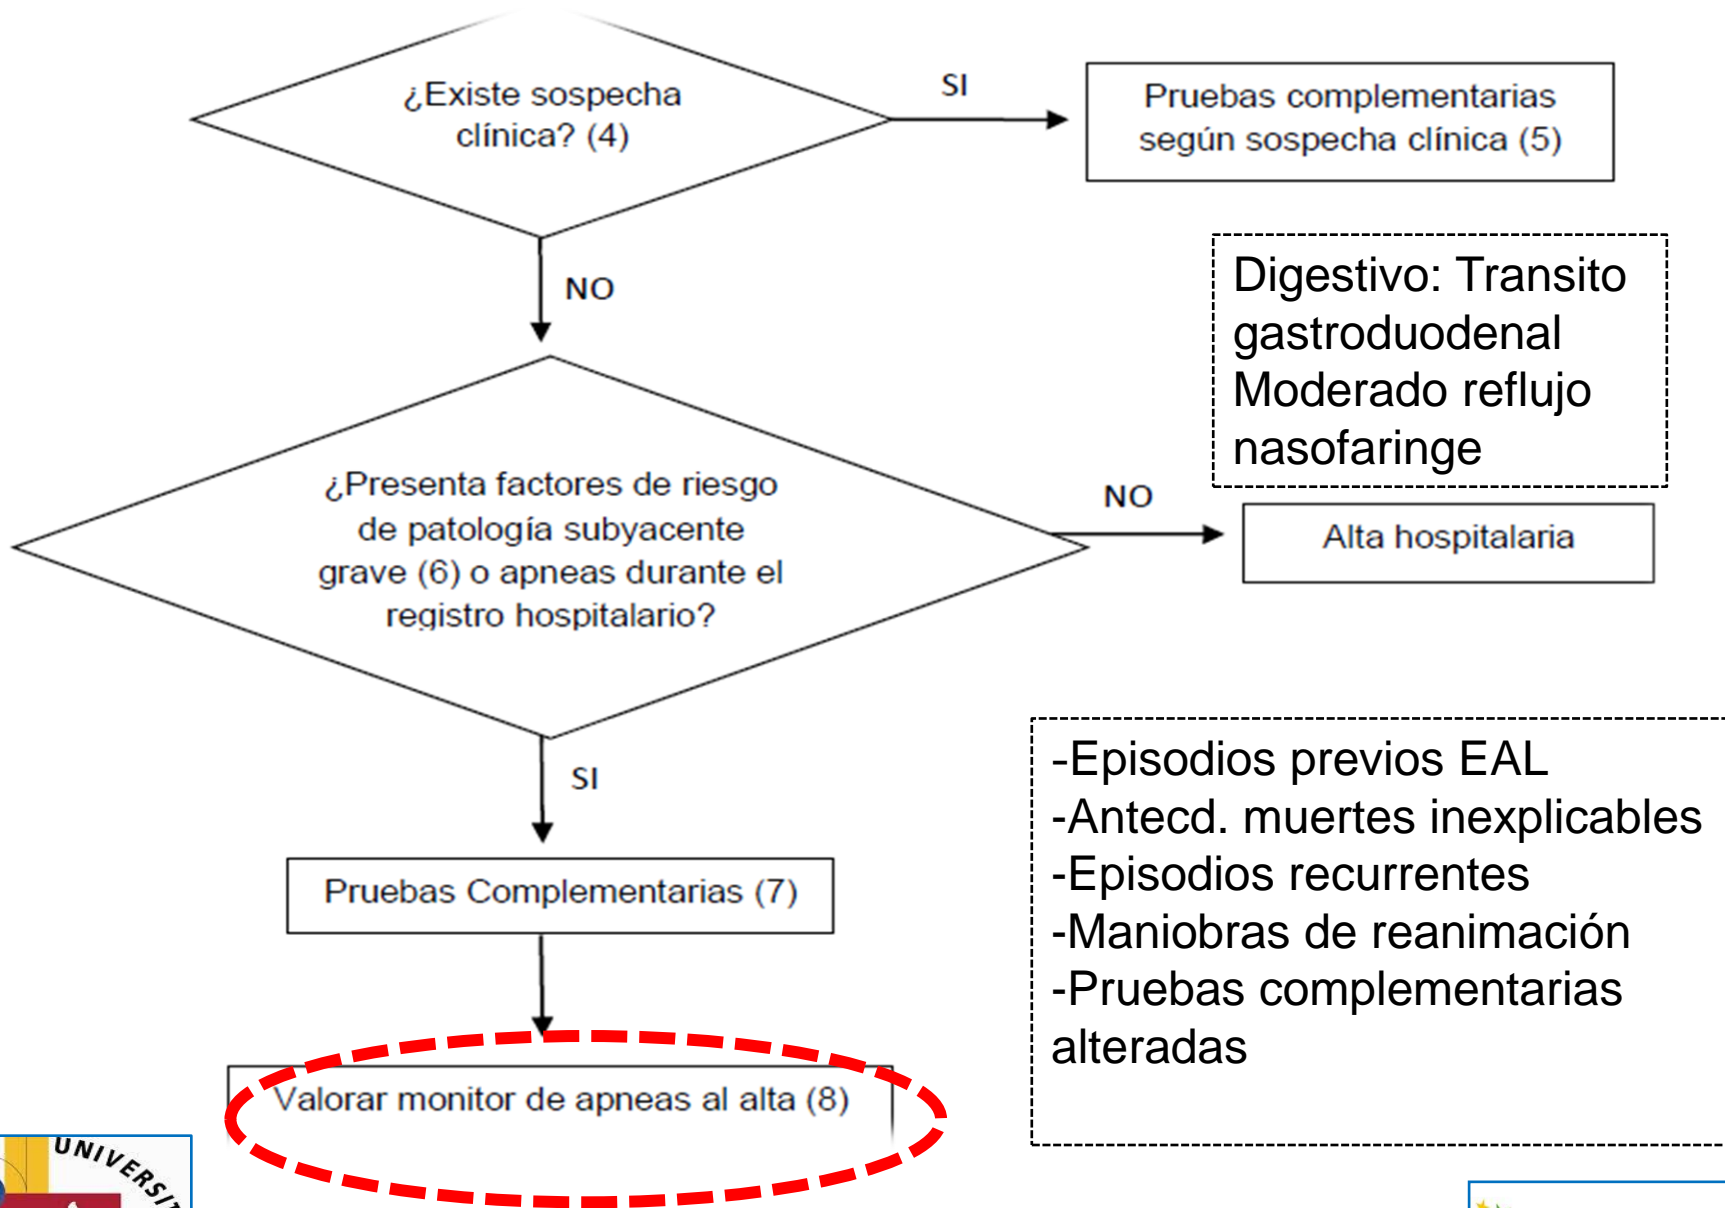 ¿Existe sospecha
clínica? (4)
SI
Pruebas complementarias
según sospecha clínica (5)
NO
Digestivo: Transito
gastroduodenal
Moderado reflujo
nasofaringe
¿Presenta factores de riesgo
de patología subyacente
grave (6) o apneas durante el
registro hospitalario?
NO
Alta hospitalaria
SI
-Episodios previos EAL
-Antecd. muertes inexplicables
-Episodios recurrentes
-Maniobras de reanimación
-Pruebas complementarias
alteradas
Pruebas Complementarias (7)
Valorar monitor de apneas al alta (8)